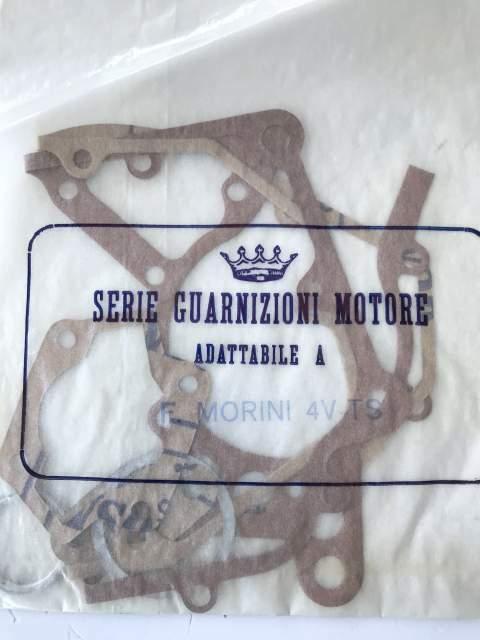 SERIE GUARNIZIONI MOTORE
ADATTABILE A
F. MORINI 4V-TS